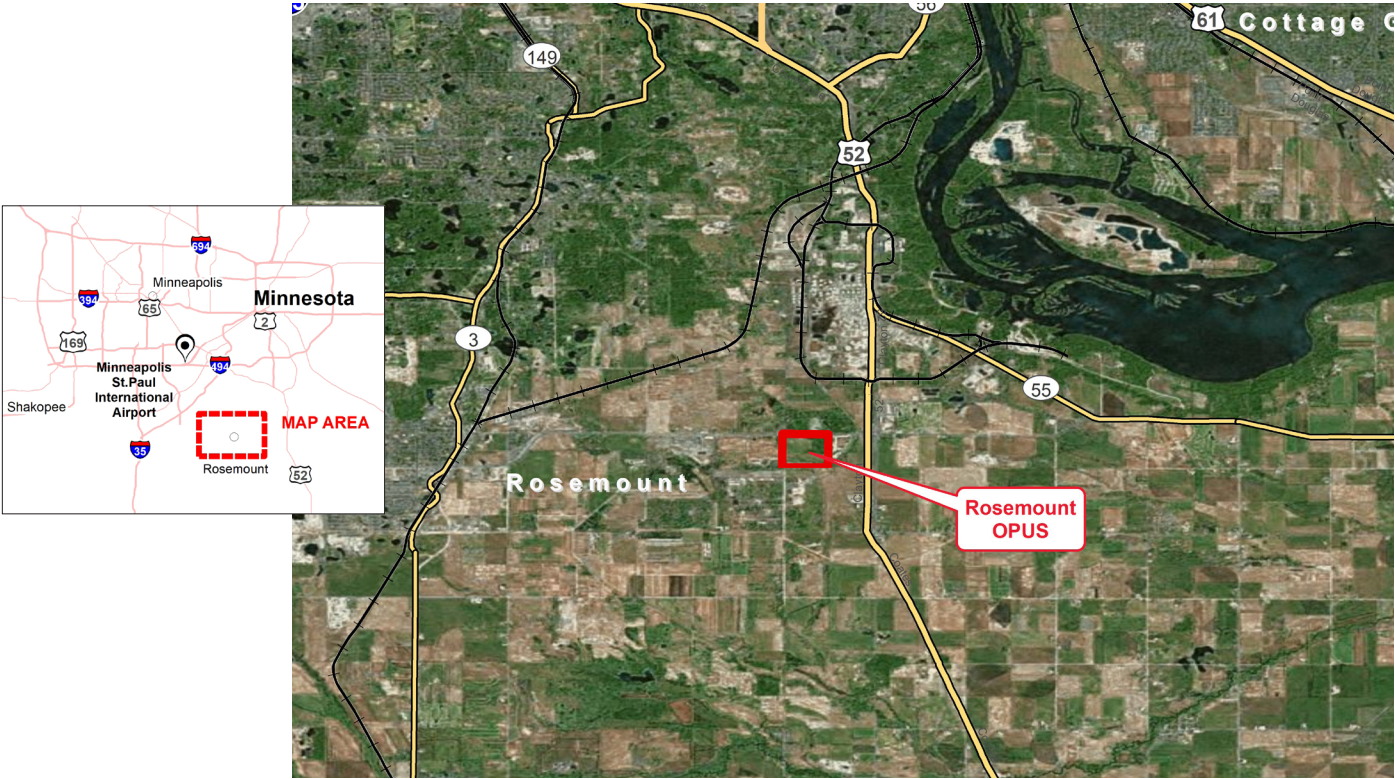 56
61
Cottage G
149
52
3
55
Rosemount
Rosemount
OPUS
Coates
694
Minneapolis
394
65
Minnesota
2
169
Minneapolis
St.Paul
International
Airport
494
Shakopee
MAP AREA
35
Rosemount
52